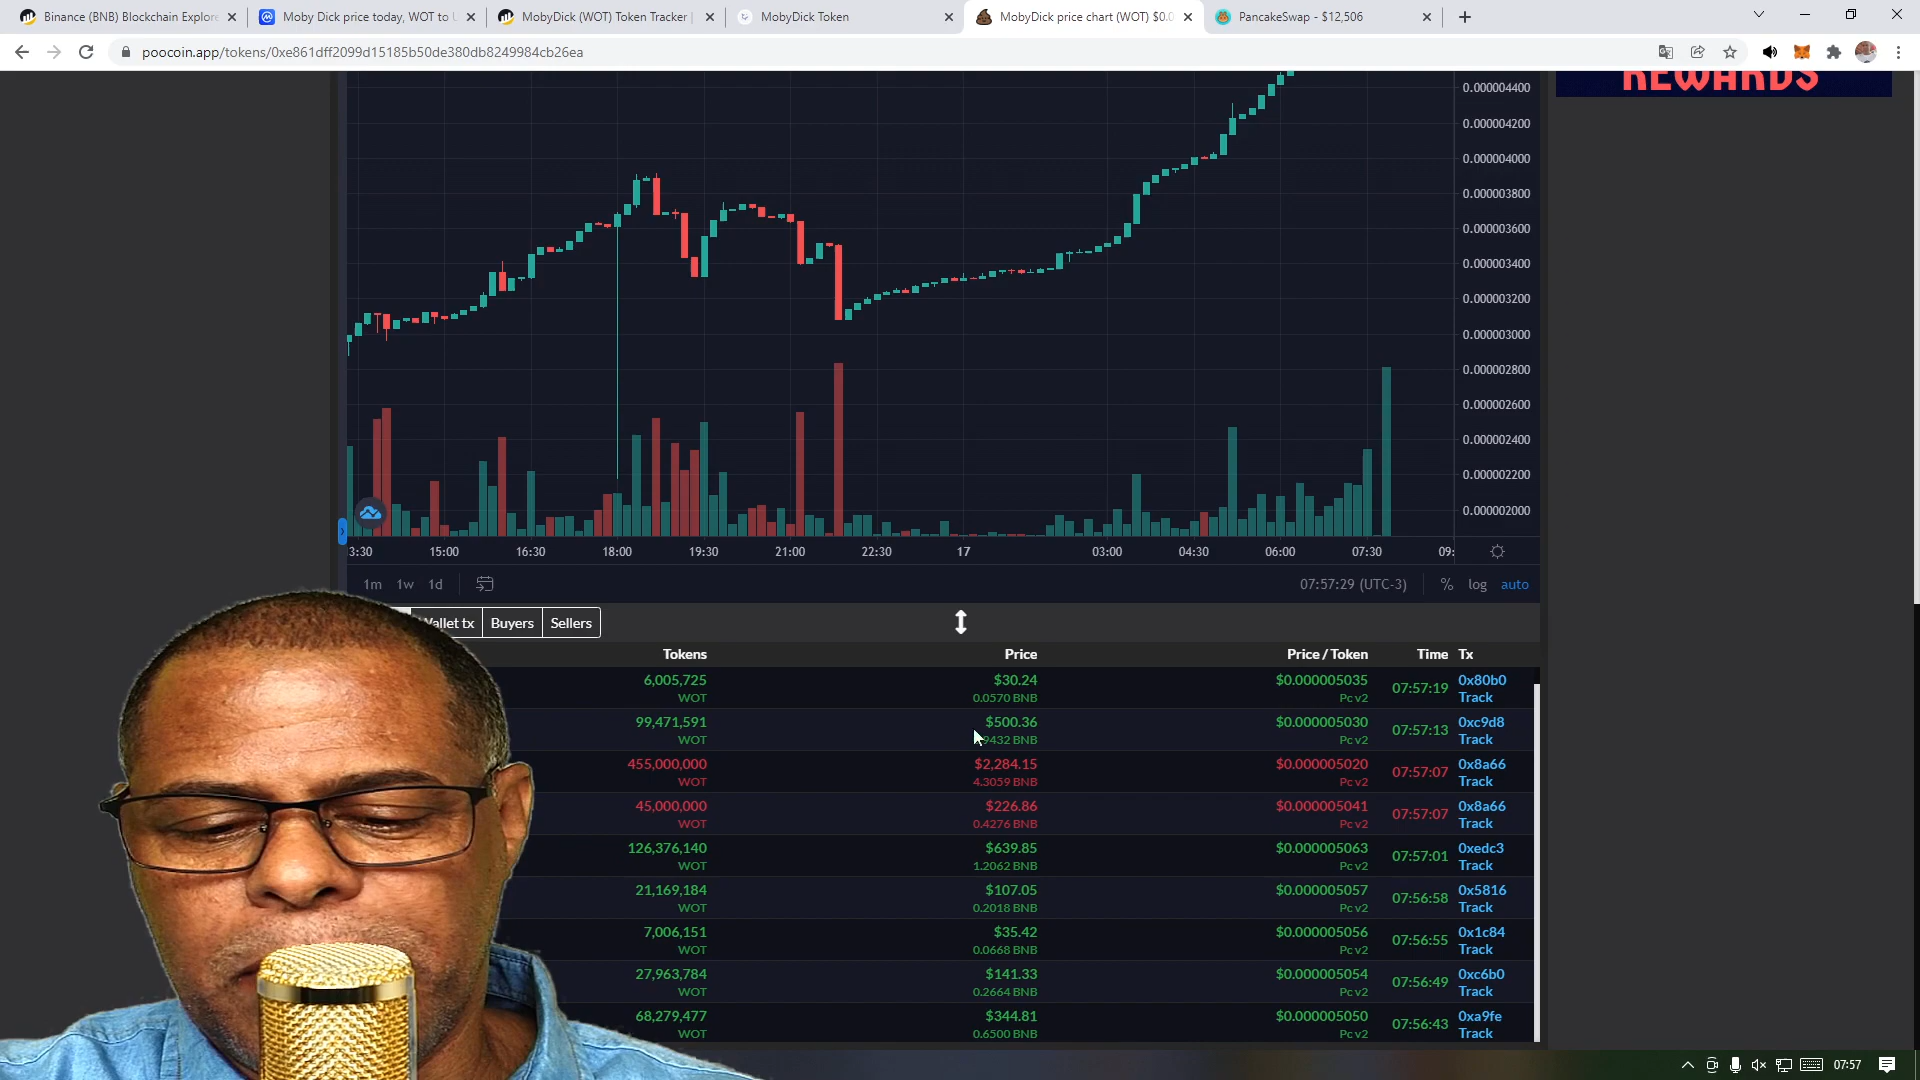 Binance (BNB) Blockchain Explore
Moby Dick price today, WOT to U
MobyDick (WOT) Token Tracker |
MobyDick Token
MobyDick price chart (WOT) $0.0
PancakeSwap - $12,506
poocoin.app/tokens/0xe861dff2099d15185b50de380db8249984cb26ea
REWARDS
0.000004400
0.000004200
0.000004000
0.000003800
0.000003600
0.000003400
0.000003200
0.000003000
0.000002800
0.000002600
0.000002400
0.000002200
0.000002000
3:30 15:00 16:30 18:00 19:30 21:00 22:30 17 03:00 04:30 06:00 07:30 09:
1m 1w 1d 07:57:29 (UTC-3) % log auto
Wallet tx Buyers Sellers
Tokens Price Price / Token Time Tx
6,005,725 $30.24 $0.000005035 07:57:19 0x80b0
WOT 0.0570 BNB Pc v2 Track
99,471,591 $500.36 $0.000005030 07:57:13 0xc9d8
WOT 9432 BNB Pc v2 Track
455,000,000 $2,284.15 $0.000005020 07:57:07 0x8a66
WOT 4.3059 BNB Pc v2 Track
45,000,000 $226.86 $0.000005041 07:57:07 0x8a66
WOT 0.4276 BNB Pc v2 Track
126,376,140 $639.85 $0.000005063 07:57:01 0xedc3
WOT 1.2062 BNB Pc v2 Track
21,169,184 $107.05 $0.000005057 07:56:58 0x5816
WOT 0.2018 BNB Pc v2 Track
7,006,151 $35.42 $0.000005056 07:56:55 0x1c84
WOT 0.0668 BNB Pc v2 Track
27,963,784 $141.33 $0.000005054 07:56:49 0xc6b0
WOT 0.2664 BNB Pc v2 Track
68,279,477 $344.81 $0.000005050 07:56:43 0xa9fe
WOT 0.6500 BNB Pc v2 Track
07:57